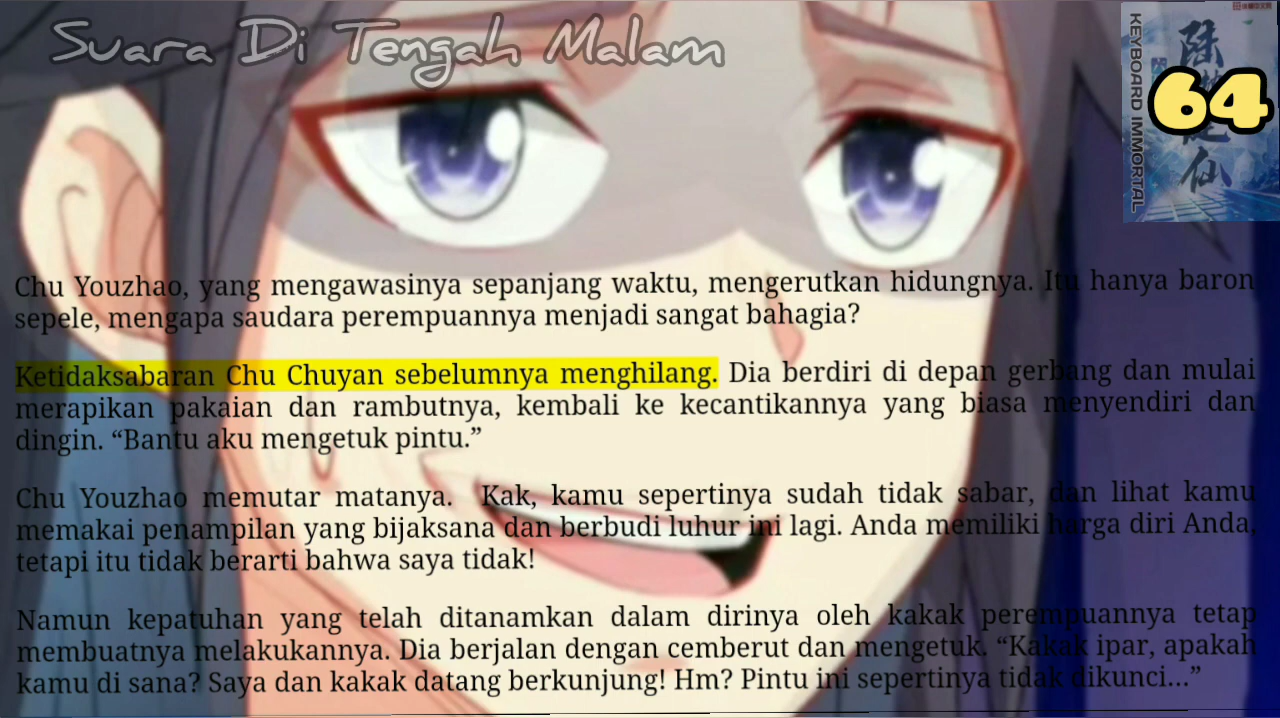 Suara Di Tengah Malam
KEYBOARD IMMORTAL
64
Chu Youzhao, yang mengawasinya sepanjang waktu, mengerutkan hidungnya. Itu hanya baron
sepele, mengapa saudara perempuannya menjadi sangat bahagia?
Ketidaksabaran Chu Chuyan sebelumnya menghilang. Dia berdiri di depan gerbang dan mulai
merapikan pakaian dan rambutnya, kembali ke kecantikannya yang biasa menyendiri dan
dingin. “Bantu aku mengetuk pintu.”
Chu Youzhao memutar matanya. Kak, kamu sepertinya sudah tidak sabar, dan lihat kamu
memakai penampilan yang bijaksana dan berbudi luhur ini lagi. Anda memiliki harga diri Anda,
tetapi itu tidak berarti bahwa saya tidak!
Namun kepatuhan yang telah ditanamkan dalam dirinya oleh kakak perempuannya tetap
membuatnya melakukannya. Dia berjalan dengan cemberut dan mengetuk. “Kakak ipar, apakah
kamu di sana? Saya dan kakak datang berkunjung! Hm? Pintu ini sepertinya tidak dikunci...”